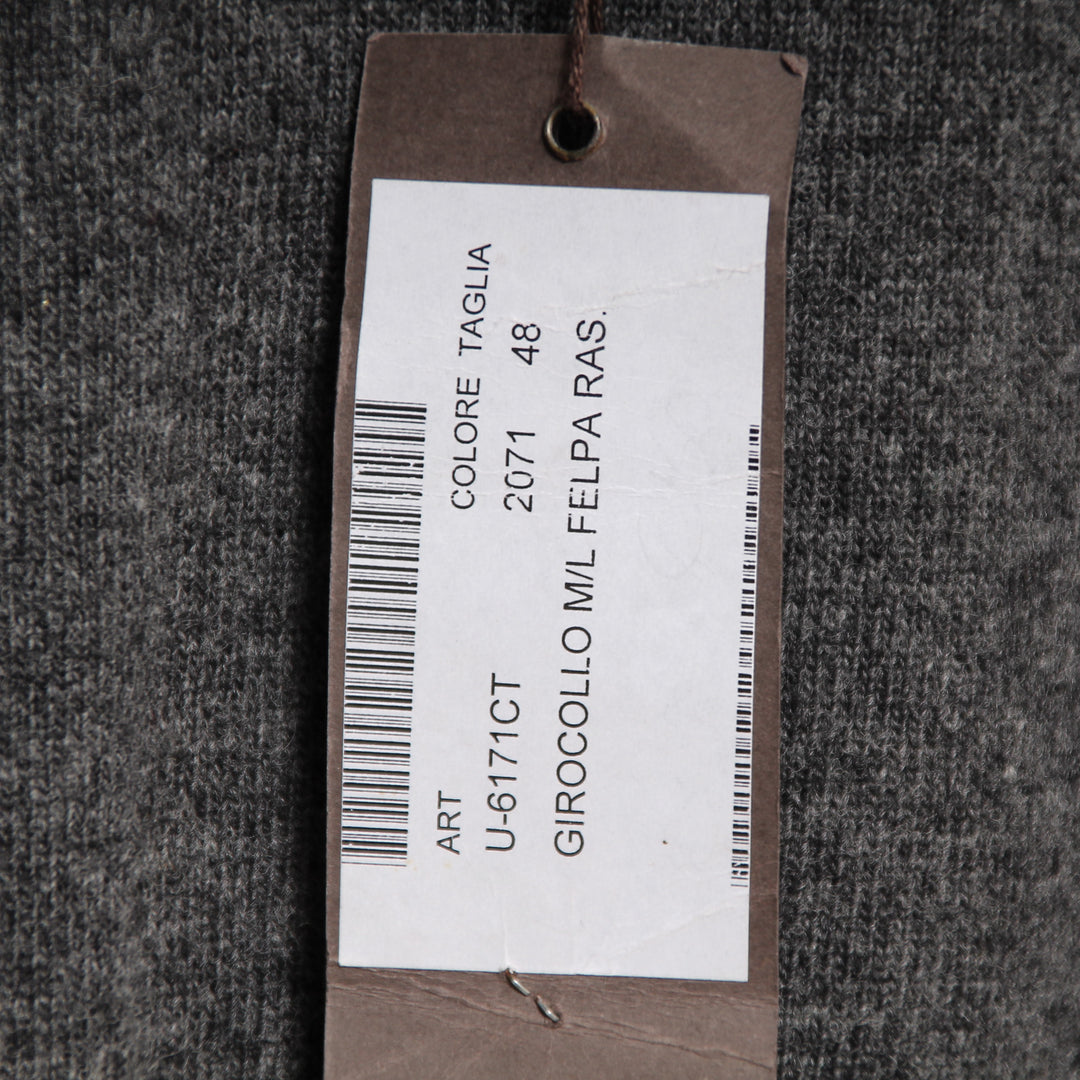 ART COLORE TAGLIA
U-6171CT 2071 48
GIROCOLLO M/L FELPA RAS.